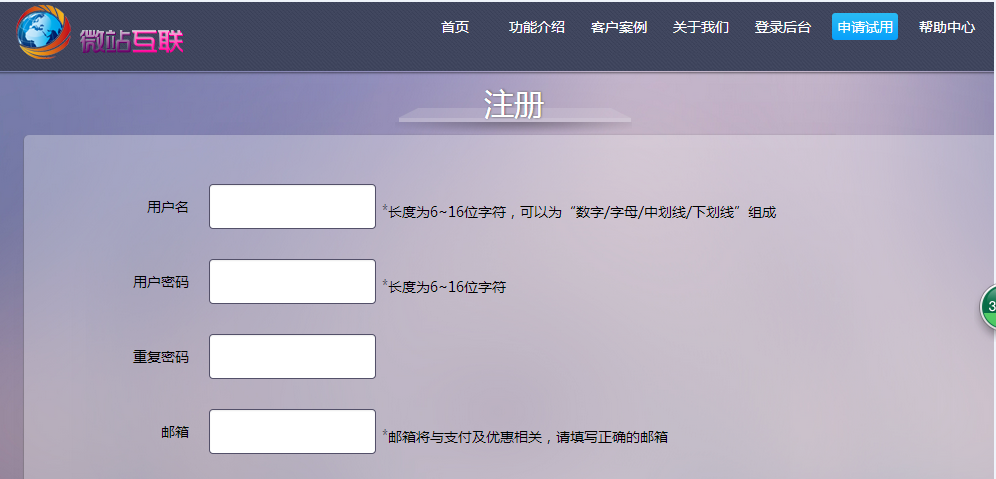 微站互联
首页 功能介绍 客户案例 关于我们 登录后台 申请试用 帮助中心
注册
用户名 *长度为6~16位字符，可以为“数字/字母/中划线/下划线”组成
用户密码 *长度为6~16位字符
重复密码
邮箱 *邮箱将与支付及优惠相关，请填写正确的邮箱